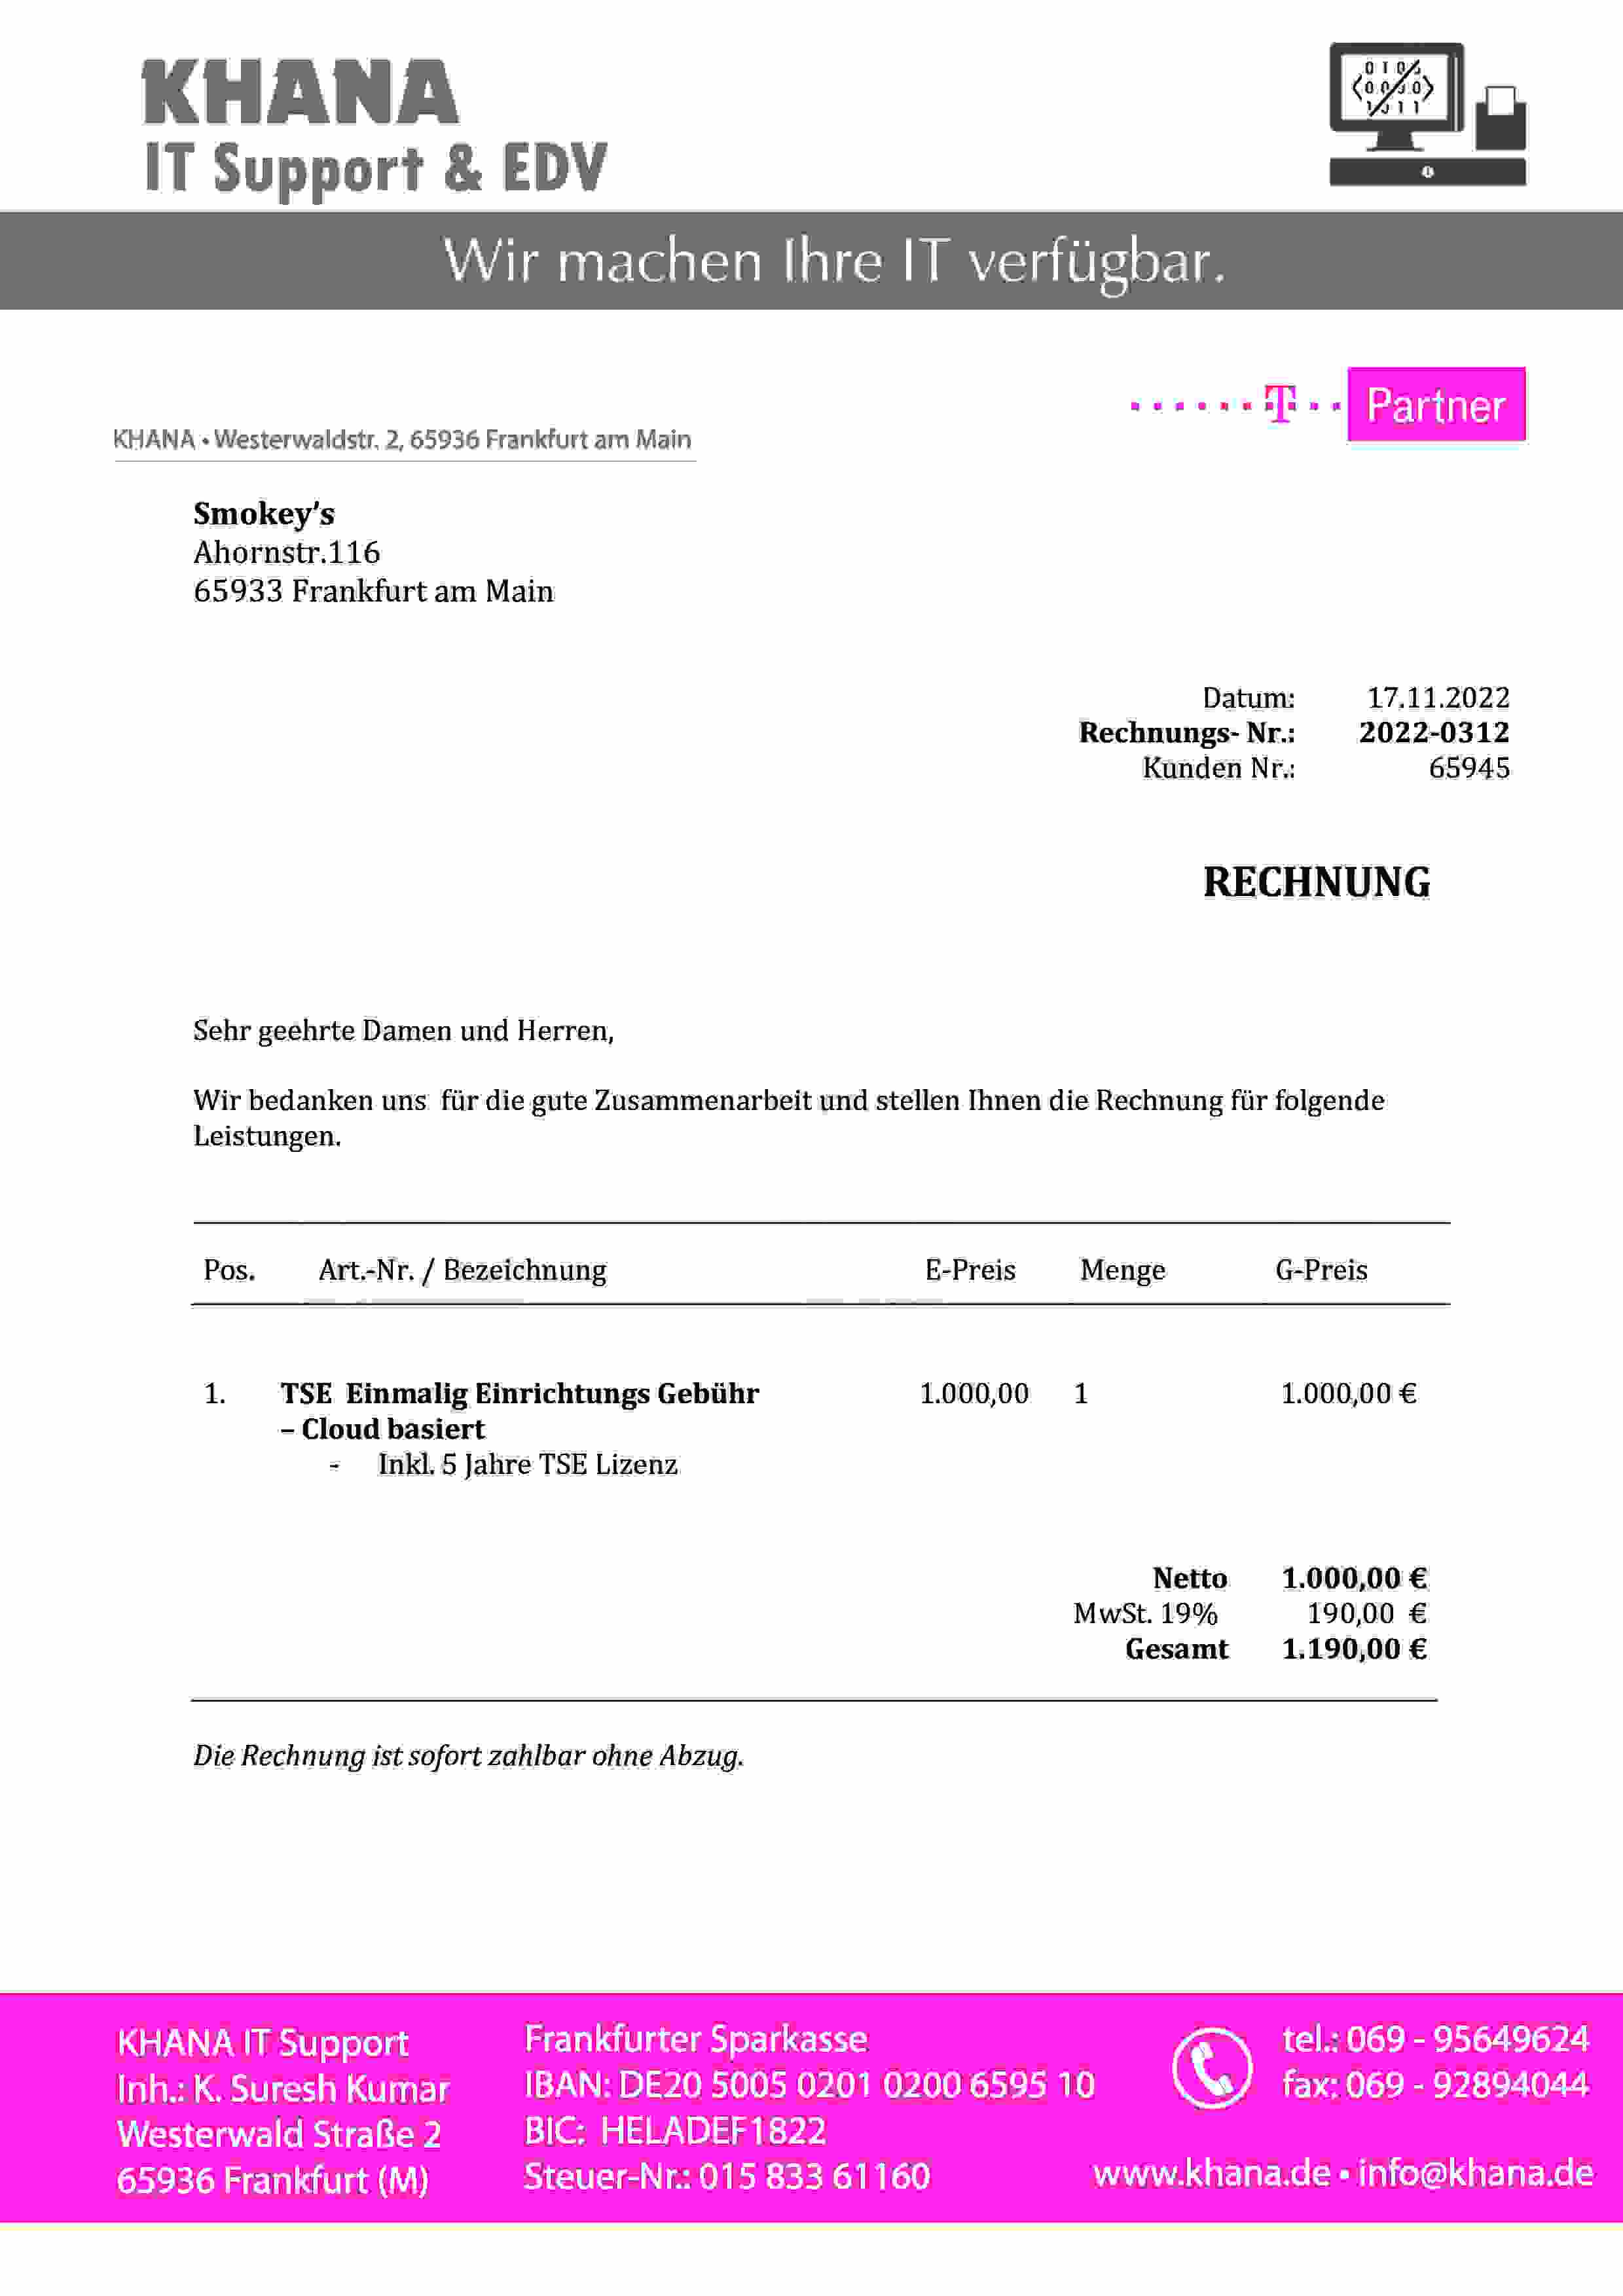 KHANA
IT Support & EDV
Wir machen Ihre IT verfügbar.
T Partner
KHANA • Westerwaldstr. 2, 65936 Frankfurt am Main
Smokey's
Ahornstr.116
65933 Frankfurt am Main
Datum: 17.11.2022
Rechnungs- Nr.: 2022-0312
Kunden Nr.: 65945
RECHNUNG
Sehr geehrte Damen und Herren,
Wir bedanken uns für die gute Zusammenarbeit und stellen Ihnen die Rechnung für folgende
Leistungen.
Pos. Art.-Nr. / Bezeichnung E-Preis Menge G-Preis
1. TSE Einmalig Einrichtungs Gebühr 1.000,00 1 1.000,00 €
– Cloud basiert
- Inkl. 5 Jahre TSE Lizenz
Netto 1.000,00 €
MwSt. 19% 190,00 €
Gesamt 1.190,00 €
Die Rechnung ist sofort zahlbar ohne Abzug.
KHANA IT Support
Inh.: K. Suresh Kumar
Westerwald Straße 2
65936 Frankfurt (M)
Frankfurter Sparkasse
IBAN: DE20 5005 0201 0200 6595 10
BIC: HELADEF1822
Steuer-Nr.: 015 833 61160
tel.: 069 - 95649624
fax: 069 - 92894044
www.khana.de • info@khana.de